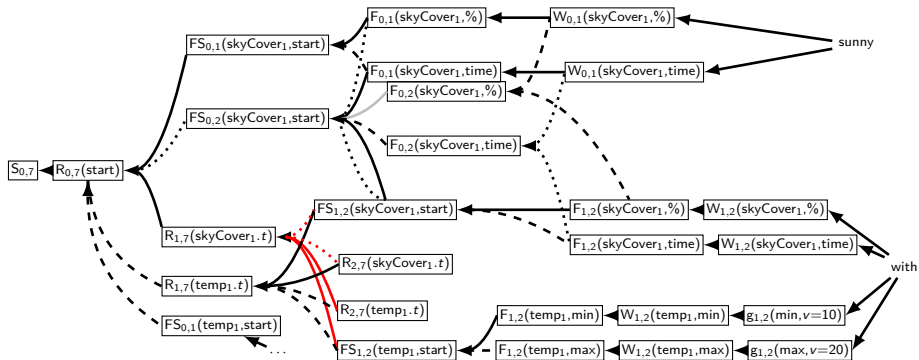 F0,1(skyCover1,%)
W0,1(skyCover1,%)
FS0,1(skyCover1,start)
sunny
F0,1(skyCover1,time)
W0,1(skyCover1,time)
F0,2(skyCover1,%)
FS0,2(skyCover1,start)
F0,2(skyCover1,time)
S0,7
R0,7(start)
FS1,2(skyCover1,start)
F1,2(skyCover1,%)
W1,2(skyCover1,%)
R1,7(skyCover1.t)
F1,2(skyCover1,time)
W1,2(skyCover1,time)
R2,7(skyCover1.t)
with
R1,7(temp1.t)
R2,7(temp1.t)
F1,2(temp1,min)
W1,2(temp1,min)
g1,2(min,v=10)
FS0,1(temp1,start)
...
FS1,2(temp1,start)
F1,2(temp1,max)
W1,2(temp1,max)
g1,2(max,v=20)